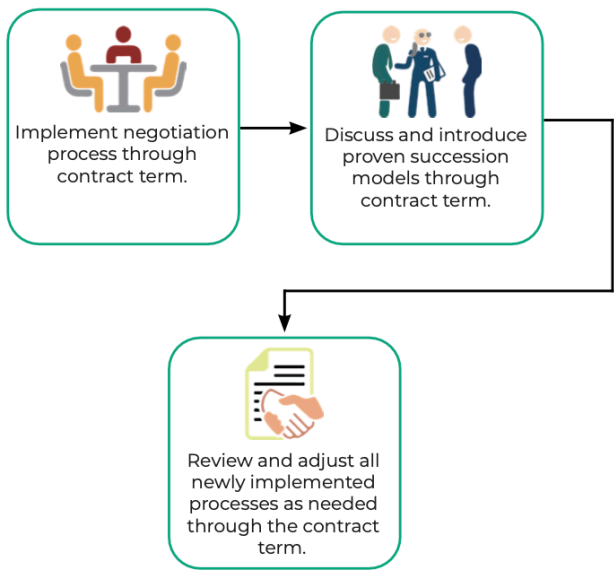 Implement negotiation
process through
contract term.
Discuss and introduce
proven succession
models through
contract term.
Review and adjust all
newly implemented
processes as needed
through the contract
term.